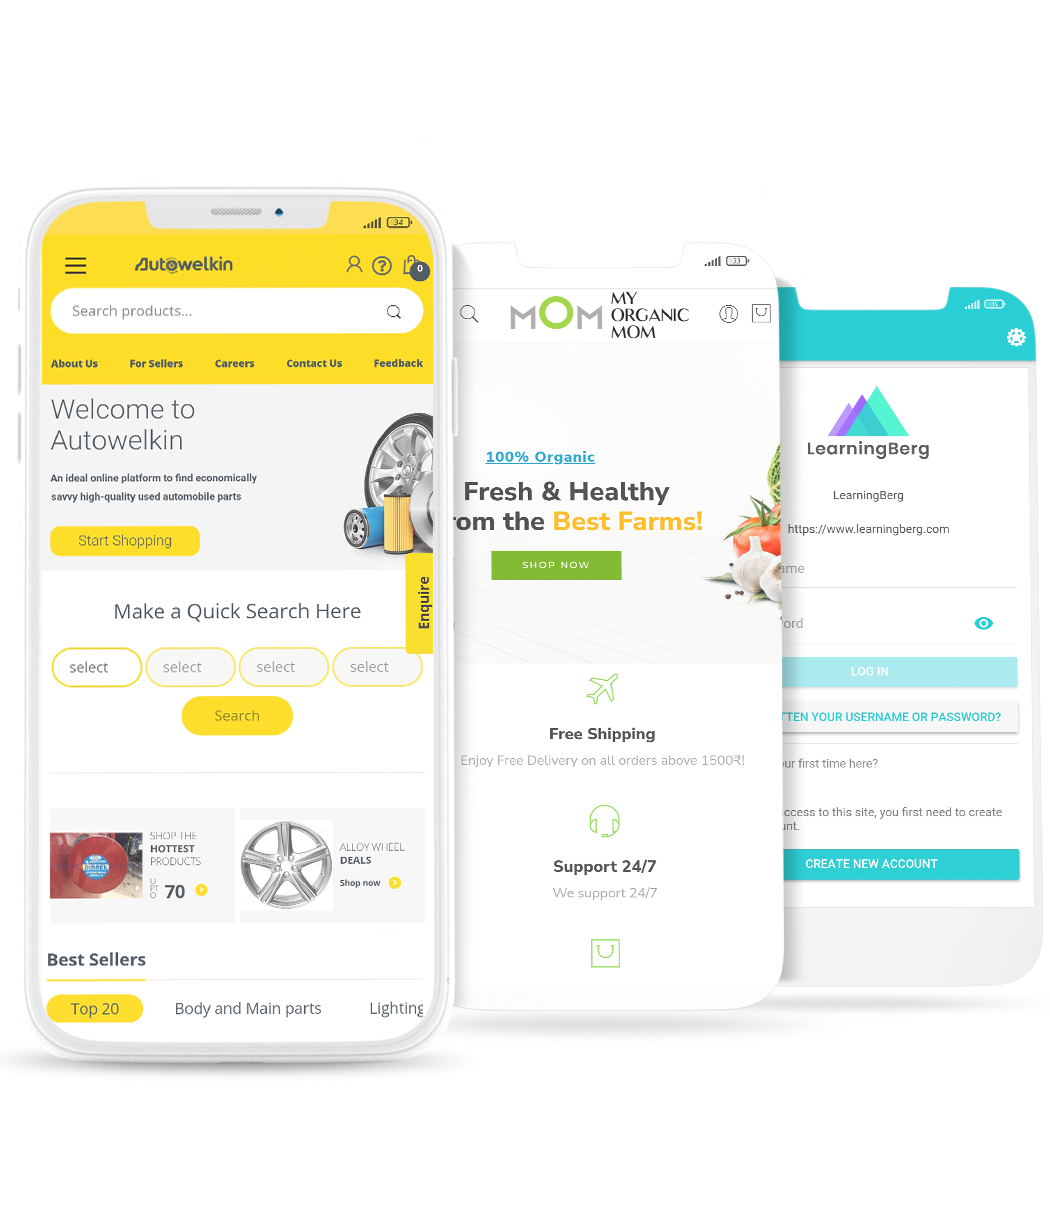 34
Autowelkin
0
Search products...
About Us For Sellers Careers Contact Us Feedback
Welcome to
Autowelkin
An ideal online platform to find economically
savvy high-quality used automobile parts
Start Shopping
Enquire
Make a Quick Search Here
select select select select
Search
SHOP THE
HOTTEST
PRODUCTS
UPTO
70
ALLOY WHEEL
DEALS
Shop now
Best Sellers
Top 20 Body and Main parts Lighting
33
MOM
MY
ORGANIC
MOM
100% Organic
Fresh & Healthy
rom the Best Farms!
SHOP NOW
Free Shipping
Enjoy Free Delivery on all orders above 1500₹!
Support 24/7
We support 24/7
LearningBerg
LearningBerg
https://www.learningberg.com
ame
ord
LOG IN
TTEN YOUR USERNAME OR PASSWORD?
ur first time here?
ccess to this site, you first need to create
unt.
CREATE NEW ACCOUNT